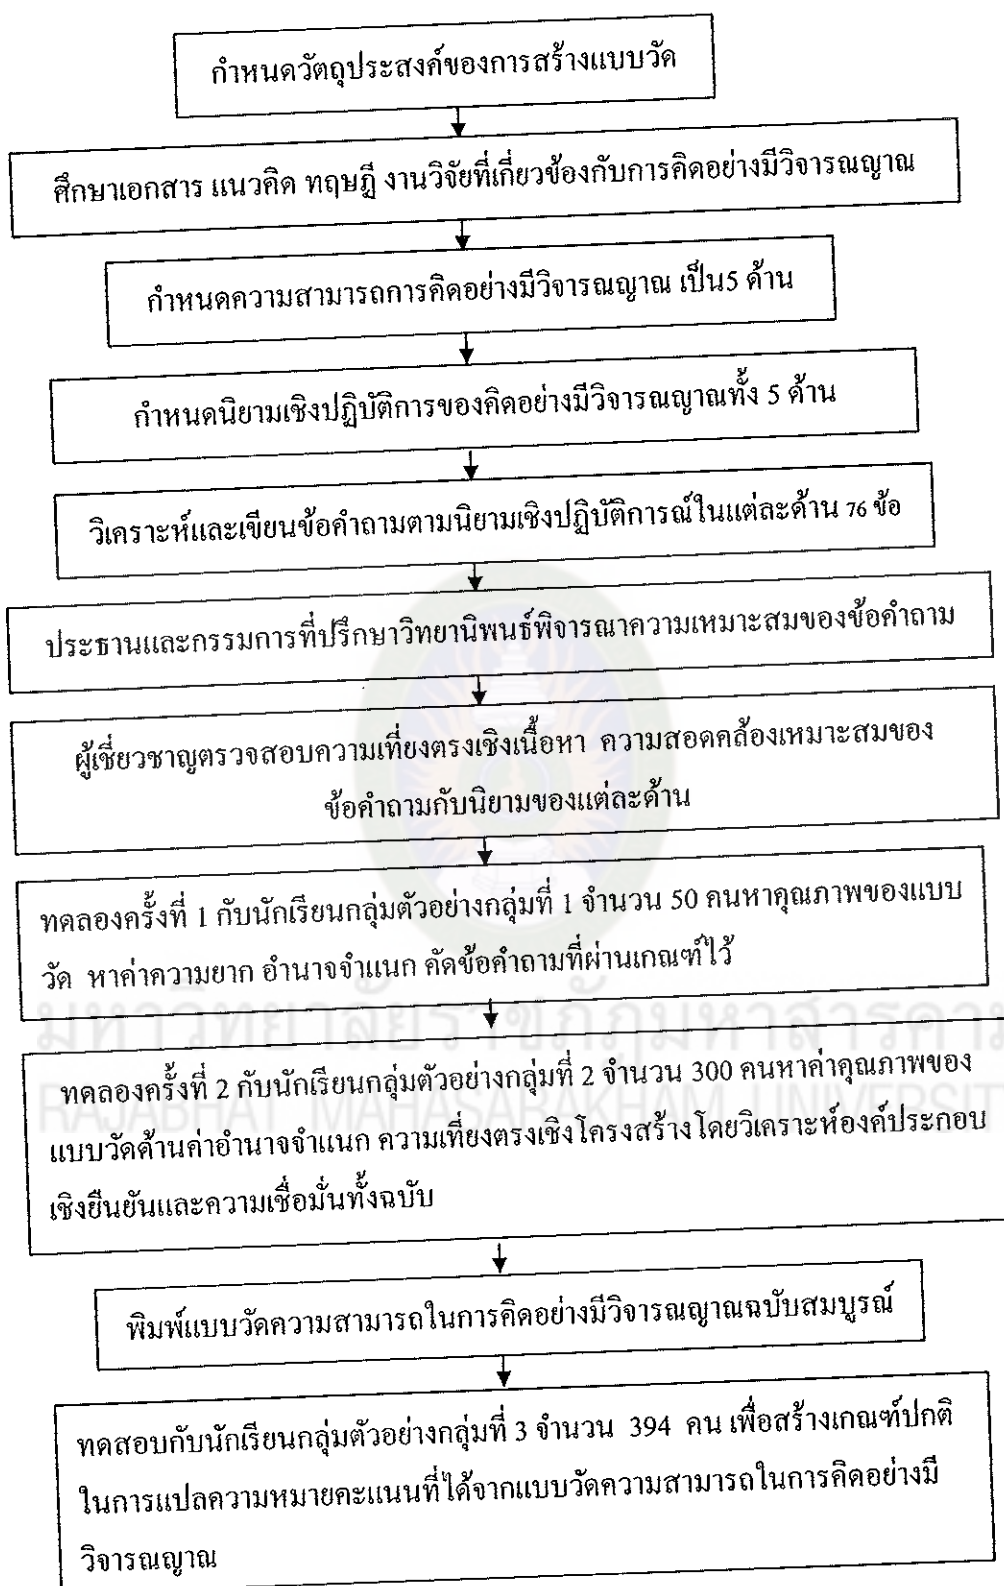 กำหนดวัตถุประสงค์ของการสร้างแบบวัด
ศึกษาเอกสาร แนวคิด ทฤษฎี งานวิจัยที่เกี่ยวข้องกับการคิดอย่างมีวิจารณญาณ
กำหนดความสามารถการคิดอย่างมีวิจารณญาณ เป็น5 ด้าน
กำหนดนิยามเชิงปฏิบัติการของคิดอย่างมีวิจารณญาณทั้ง 5 ด้าน
วิเคราะห์และเขียนข้อคำถามตามนิยามเชิงปฏิบัติการณ์ในแต่ละด้าน 76 ข้อ
ประธานและกรรมการที่ปรึกษาวิทยานิพนธ์พิจารณาความเหมาะสมของข้อคำถาม
ผู้เชี่ยวชาญตรวจสอบความเที่ยงตรงเชิงเนื้อหา ความสอดคล้องเหมาะสมของ
ข้อคำถามกับนิยามของแต่ละด้าน
ทดลองครั้งที่ 1 กับนักเรียนกลุ่มตัวอย่างกลุ่มที่ 1 จำนวน 50 คนหาคุณภาพของแบบ
วัด หาค่าความยาก อำนาจจำแนก คัดข้อคำถามที่ผ่านเกณฑ์ไว้
มหาวิทยาลัยราชภัฏมหาสารคาม
ทดลองครั้งที่ 2 กับนักเรียนกลุ่มตัวอย่างกลุ่มที่ 2 จำนวน 300 คนหาค่าคุณภาพของ
RAJABHAT MAHASARAKHAM UNIVERSIT
แบบวัดด้านค่าอำนาจจำแนก ความเที่ยงตรงเชิงโครงสร้างโดยวิเคราะห์องค์ประกอบ
เชิงยืนยันและความเชื่อมั่นทั้งฉบับ
พิมพ์แบบวัดความสามารถในการคิดอย่างมีวิจารณญาณฉบับสมบูรณ์
ทดสอบกับนักเรียนกลุ่มตัวอย่างกลุ่มที่ 3 จำนวน 394 คน เพื่อสร้างเกณฑ์ปกติ
ในการแปลความหมายคะแนนที่ได้จากแบบวัดความสามารถในการคิดอย่างมี
วิจารณญาณ